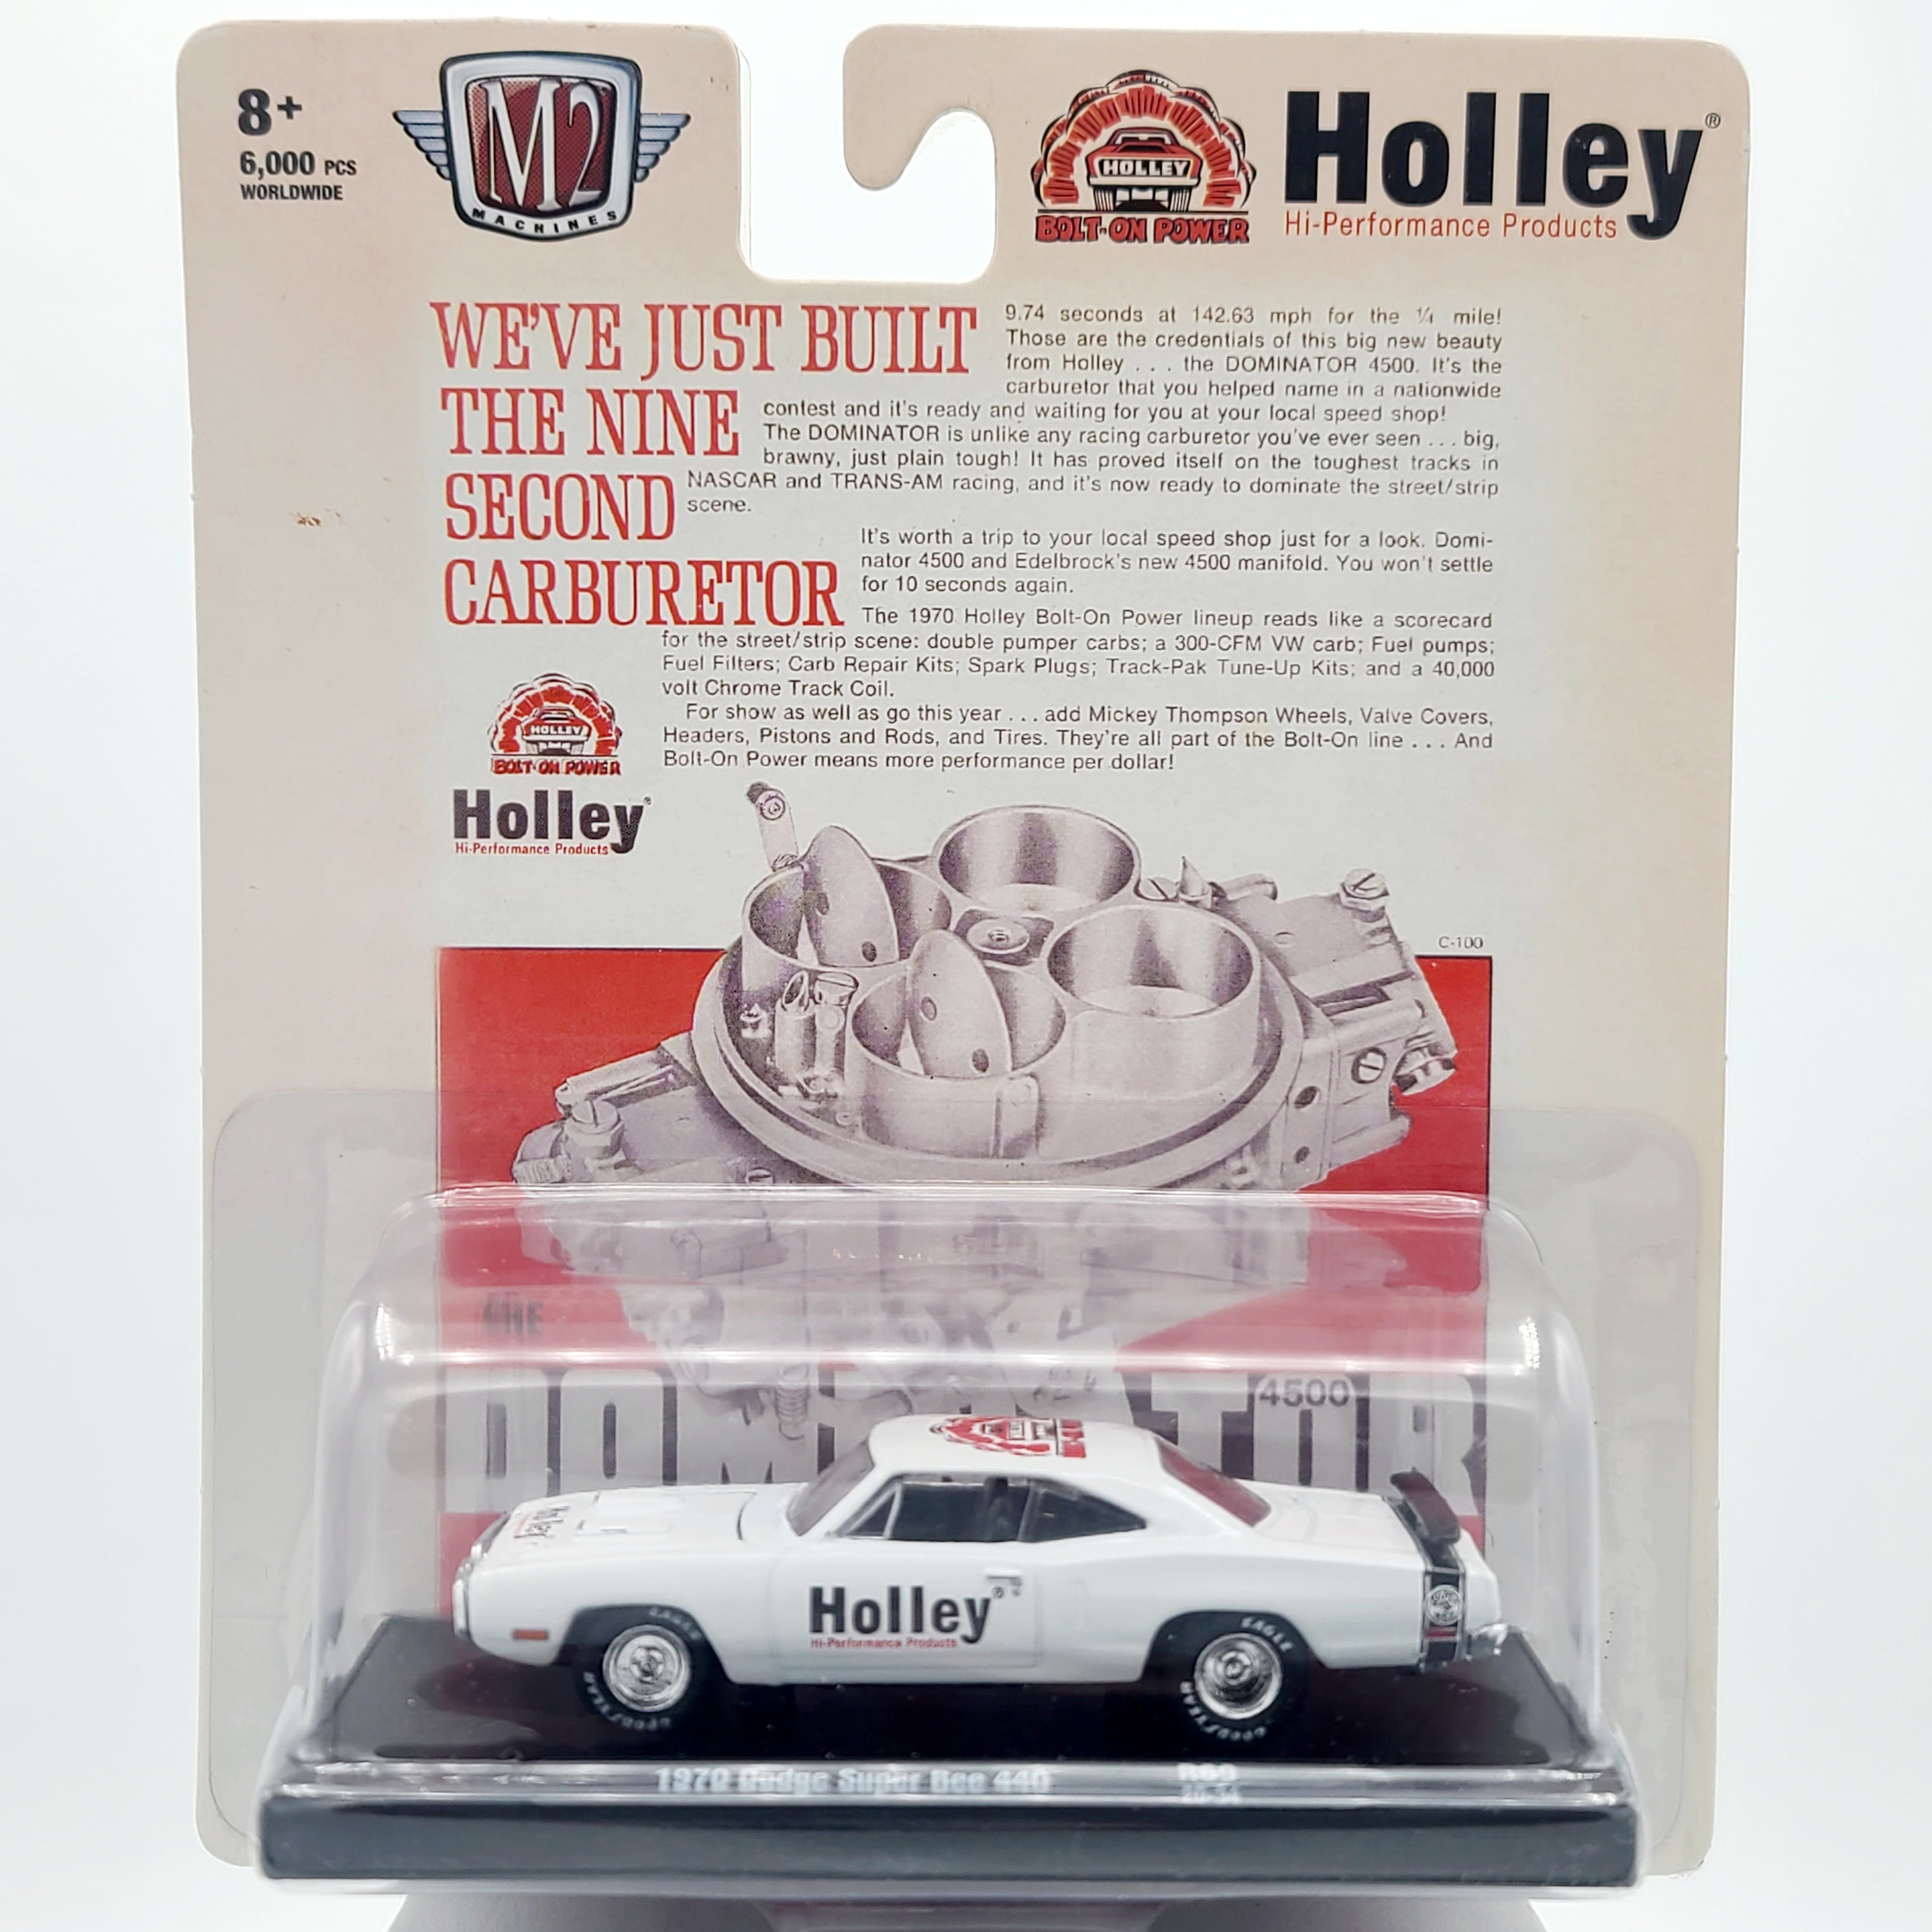 8+
6,000 PCS
WORLDWIDE
M2
MACHINES
HOLLEY
BOLT-ON POWER
Holley®
Hi-Performance Products
WE'VE JUST BUILT
THE NINE
SECOND
CARBURETOR
9.74 seconds at 142.63 mph for the ¼ mile!
Those are the credentials of this big new beauty
from Holley . . . the DOMINATOR 4500. It's the
carburetor that you helped name in a nationwide
contest and it's ready and waiting for you at your local speed shop!
The DOMINATOR is unlike any racing carburetor you've ever seen . . . big,
brawny, just plain tough! It has proved itself on the toughest tracks in
NASCAR and TRANS-AM racing, and it's now ready to dominate the street/strip
scene.
It's worth a trip to your local speed shop just for a look. Domi-
nator 4500 and Edelbrock's new 4500 manifold. You won't settle
for 10 seconds again.
The 1970 Holley Bolt-On Power lineup reads like a scorecard
for the street/strip scene: double pumper carbs; a 300-CFM VW carb; Fuel pumps;
Fuel Filters; Carb Repair Kits; Spark Plugs; Track-Pak Tune-Up Kits; and a 40,000
volt Chrome Track Coil.
For show as well as go this year . . . add Mickey Thompson Wheels, Valve Covers,
Headers, Pistons and Rods, and Tires. They're all part of the Bolt-On line . . . And
Bolt-On Power means more performance per dollar!
HOLLEY
BOLT-ON POWER
Holley®
Hi-Performance Products
C-100
4500
Holley
Holley®
Hi-Performance Products
EAGLE
GOODYEAR
EAGLE
GOODYEAR
1970 Dodge Super Bee 440